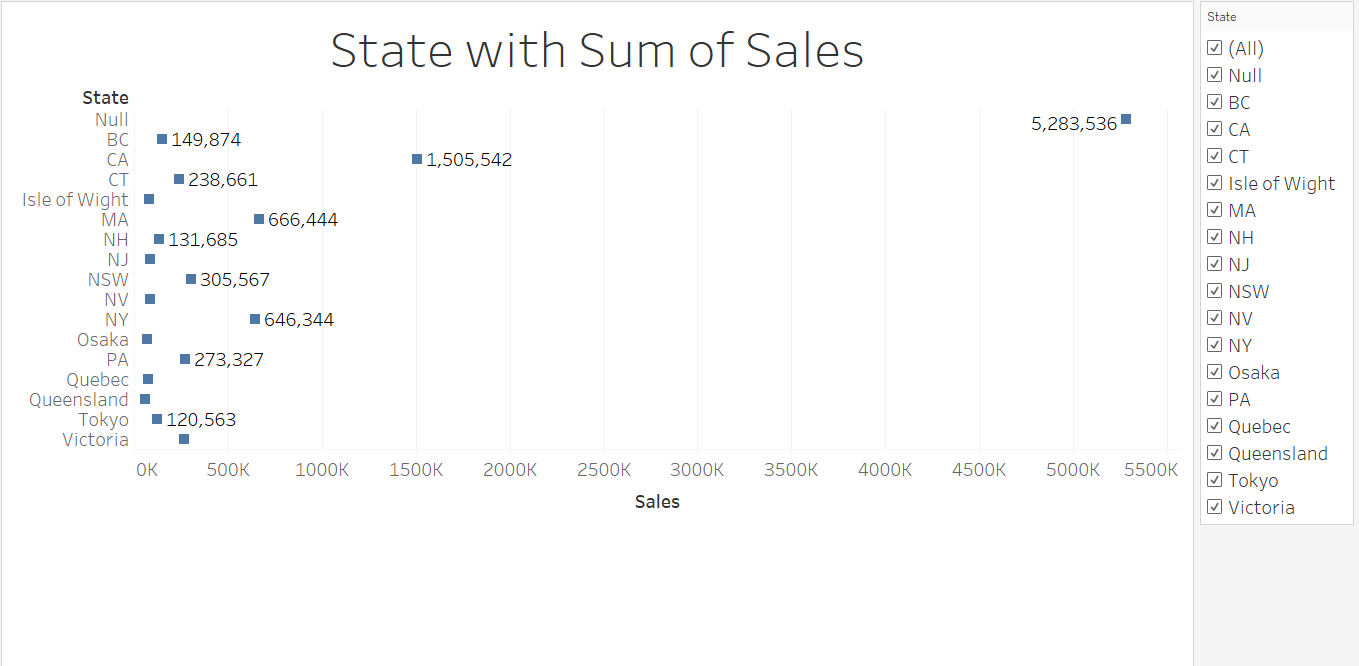 State with Sum of Sales
State
Null 5,283,536
BC 149,874
CA 1,505,542
CT 238,661
Isle of Wight
MA 666,444
NH 131,685
NJ
NSW 305,567
NV
NY 646,344
Osaka
PA 273,327
Quebec
Queensland
Tokyo 120,563
Victoria
0K 500K 1000K 1500K 2000K 2500K 3000K 3500K 4000K 4500K 5000K 5500K
Sales
State
(All)
Null
BC
CA
CT
Isle of Wight
MA
NH
NJ
NSW
NV
NY
Osaka
PA
Quebec
Queensland
Tokyo
Victoria